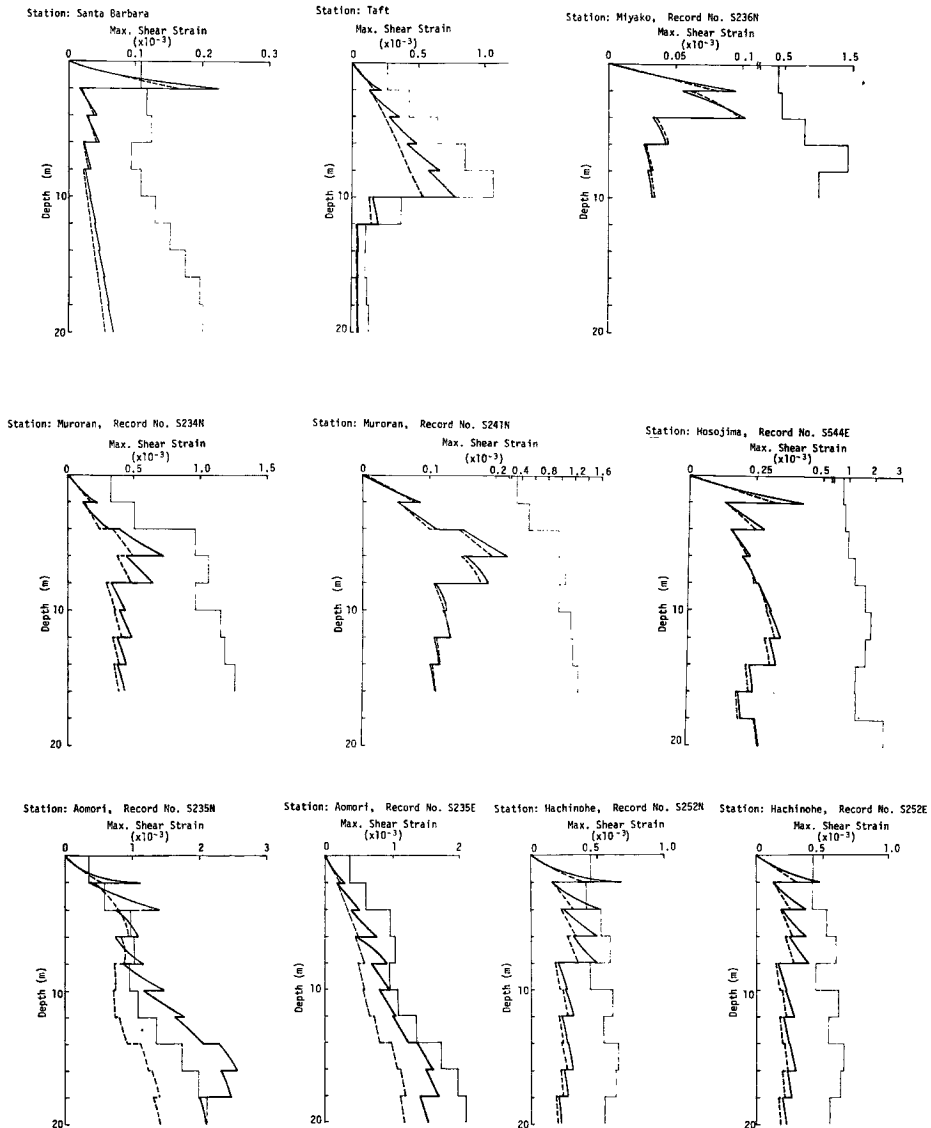 Station: Santa Barbara
Max. Shear Strain
(x10⁻³)
0 0.1 0.2 0.3
Depth (m)
10
20
Station: Taft
Max. Shear Strain
(x10⁻³)
0 0.5 1.0
Depth (m)
10
20
Station: Miyako, Record No. S236N
Max. Shear Strain
(x10⁻³)
0 0.05 0.1 0.5 1.5
Depth (m)
10
20
Station: Muroran, Record No. S234N
Max. Shear Strain
(x10⁻³)
0 0.5 1.0 1.5
Depth (m)
10
20
Station: Muroran, Record No. S241N
Max. Shear Strain
(x10⁻³)
0 0.1 0.2 0.4 0.8 1.2 1.6
Depth (m)
10
20
Station: Hosojima, Record No. S544E
Max. Shear Strain
(x10⁻³)
0 0.25 0.5 1 2 3
Depth (m)
10
20
Station: Aomori, Record No. S235N
Max. Shear Strain
(x10⁻³)
0 1 2 3
Depth (m)
10
20
Station: Aomori, Record No. S235E
Max. Shear Strain
(x10⁻³)
0 1 2
Depth (m)
10
20
Station: Hachinohe, Record No. S252N
Max. Shear Strain
(x10⁻³)
0 0.5 1.0
Depth (m)
10
20
Station: Hachinohe, Record No. S252E
Max. Shear Strain
(x10⁻³)
0 0.5 1.0
Depth (m)
10
20